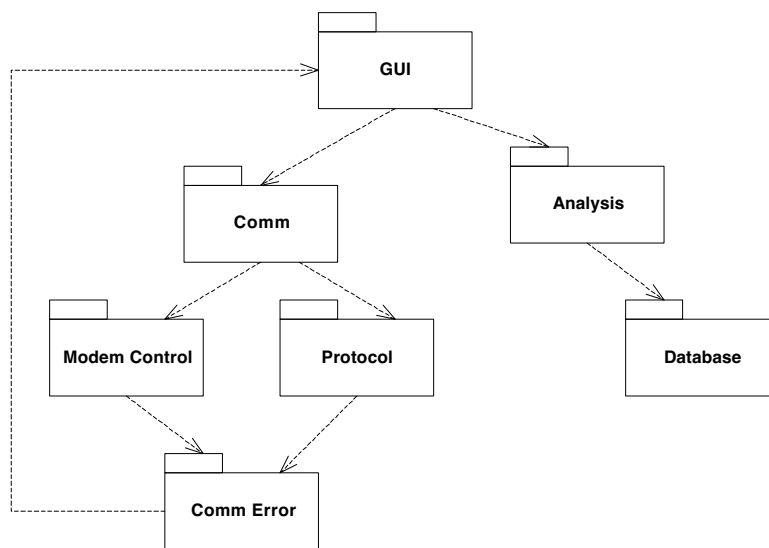 GUI
Comm
Analysis
Modem Control
Protocol
Database
Comm Error